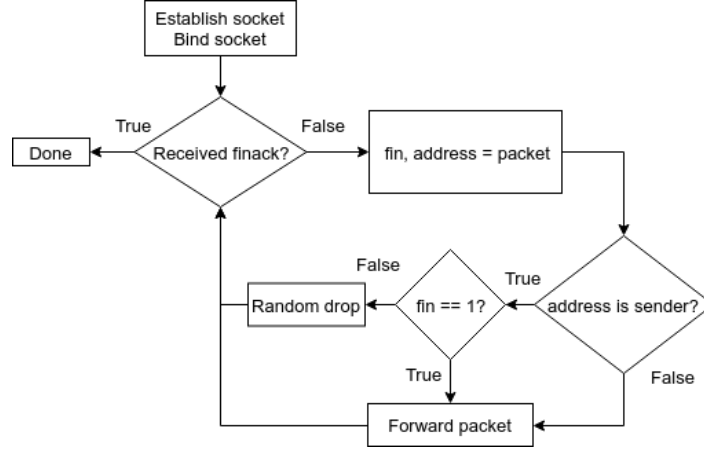 Establish socket
Bind socket
True
False
Done
Received finack?
fin, address = packet
False
True
Random drop
fin == 1?
address is sender?
True
False
Forward packet